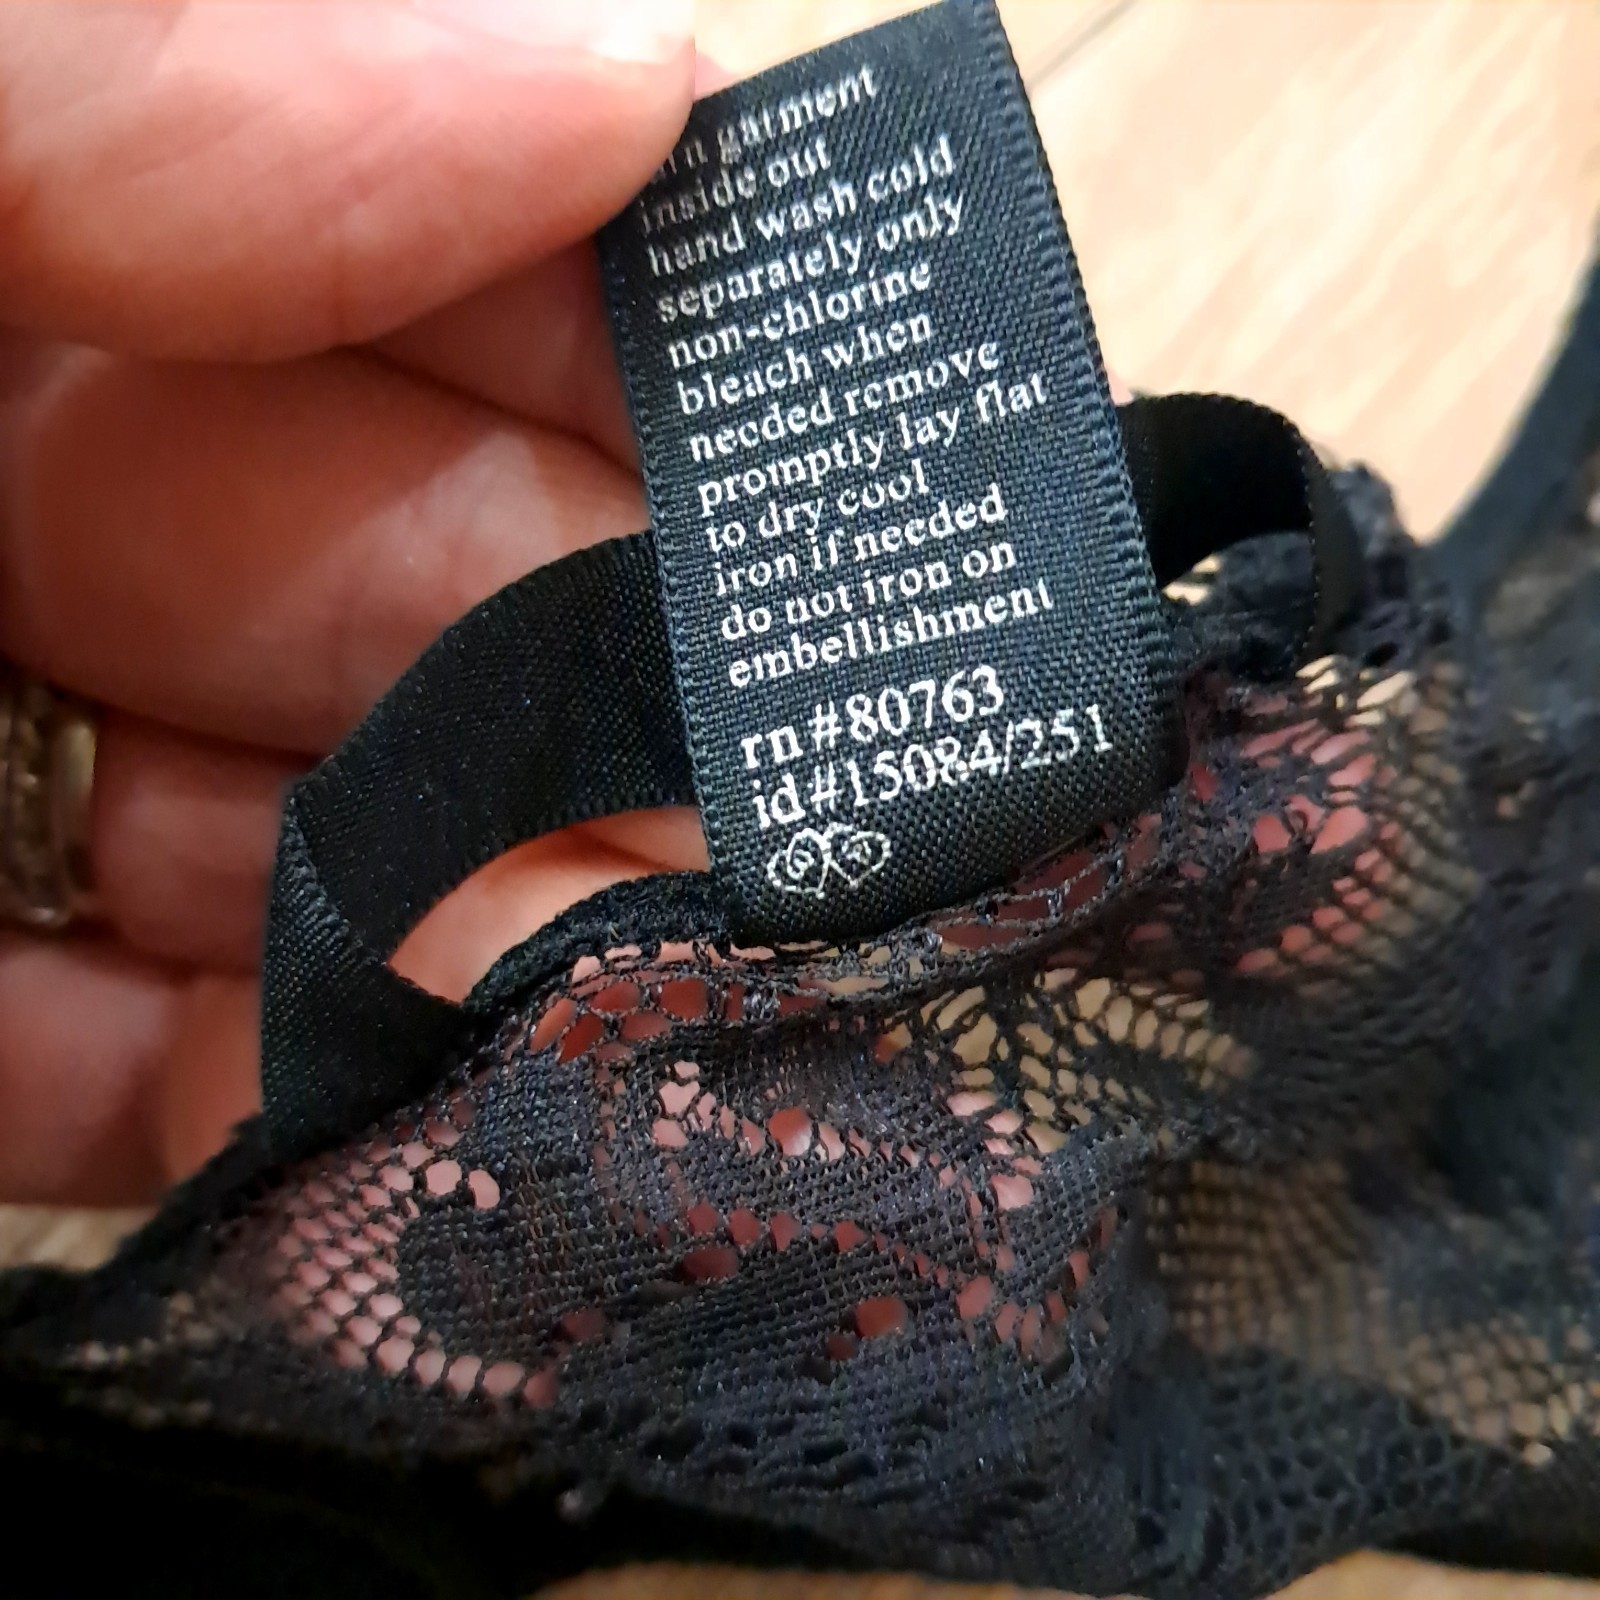 garment
inside out
hand wash cold
separately only
non-chlorine
bleach when
needed remove
promptly lay flat
to dry cool
iron if needed
do not iron on
embellishment
rn#80763
id#15084/251